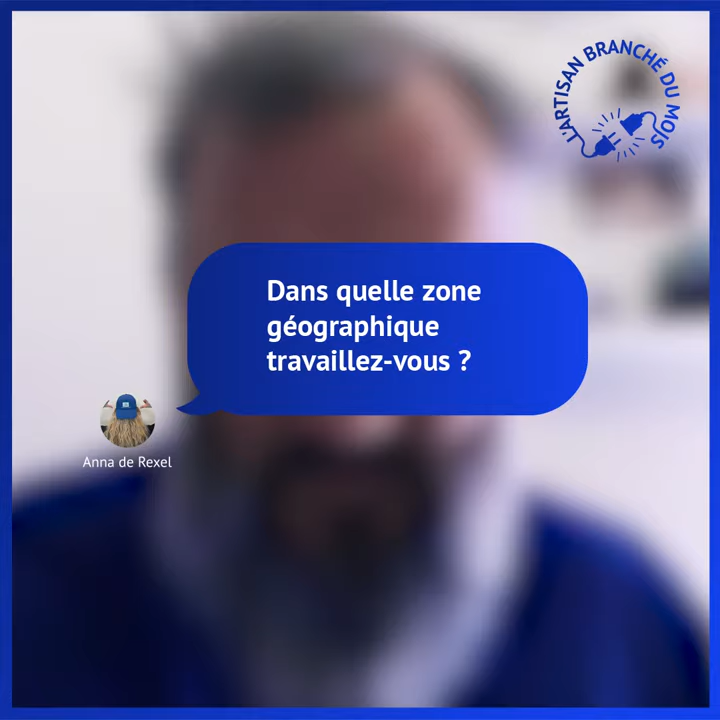 L'ARTISAN BRANCHÉ DU MOIS
Dans quelle zone
géographique
travaillez-vous ?
Anna de Rexel